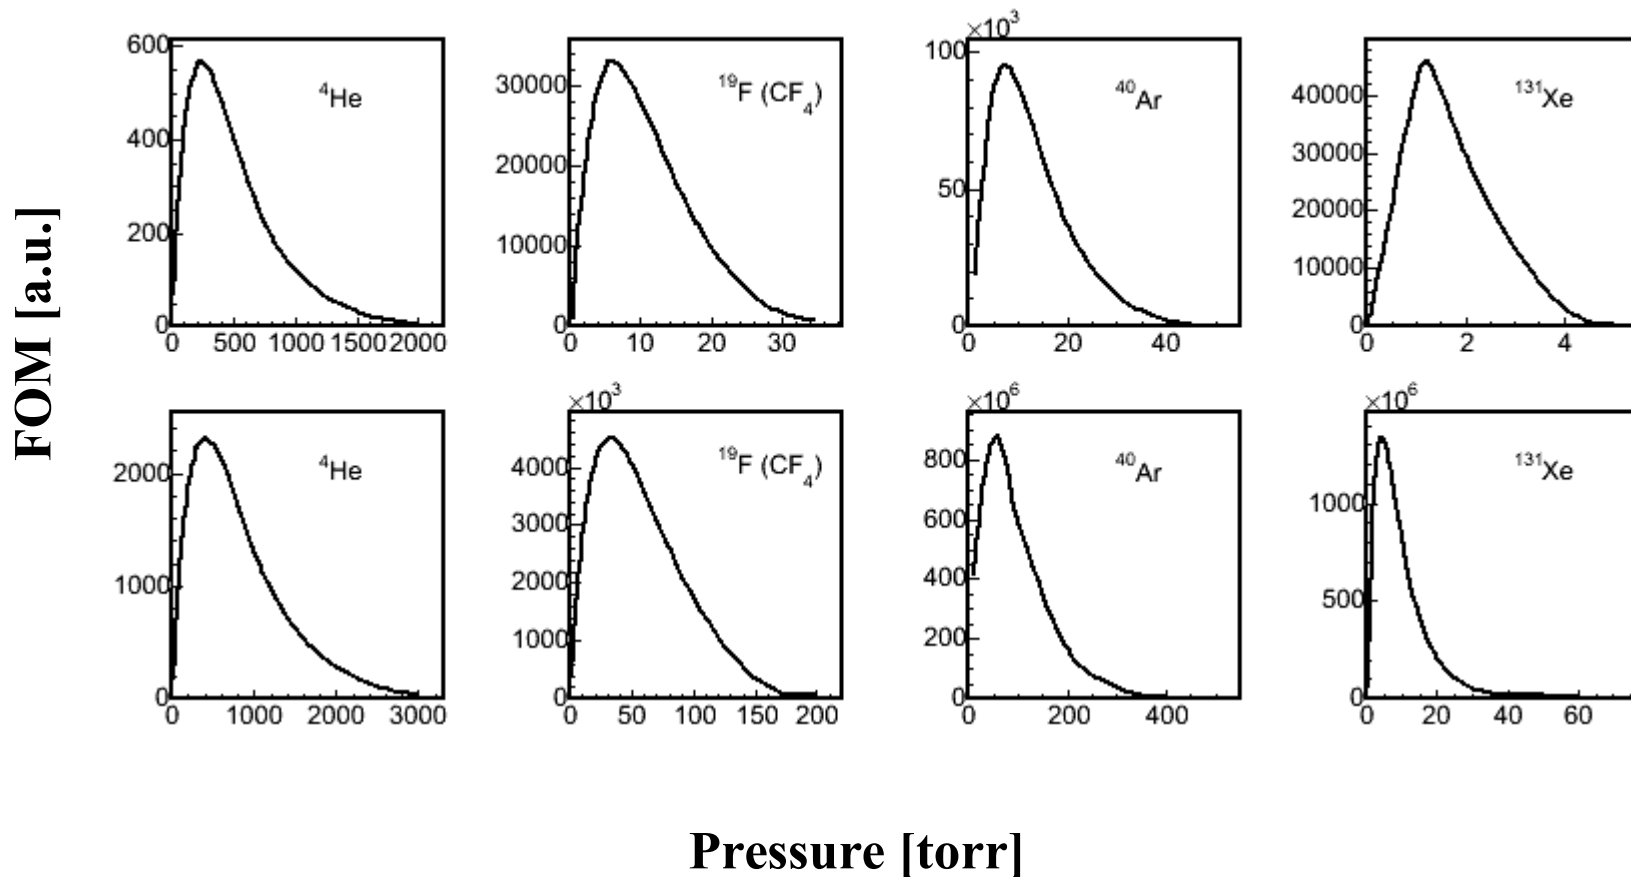 FOM [a.u.]
600
400
200
0
0 500 1000 1500 2000
⁴He
30000
20000
10000
0
0 10 20 30
¹⁹F (CF₄)
×10³
100
50
0
0 20 40
⁴⁰Ar
40000
30000
20000
10000
0
0 2 4
¹³¹Xe
2000
1000
0
0 1000 2000 3000
⁴He
×10³
4000
3000
2000
1000
0
0 50 100 150 200
¹⁹F (CF₄)
×10⁶
800
600
400
200
0
0 200 400
⁴⁰Ar
×10⁶
1000
500
0
0 20 40 60
¹³¹Xe
Pressure [torr]